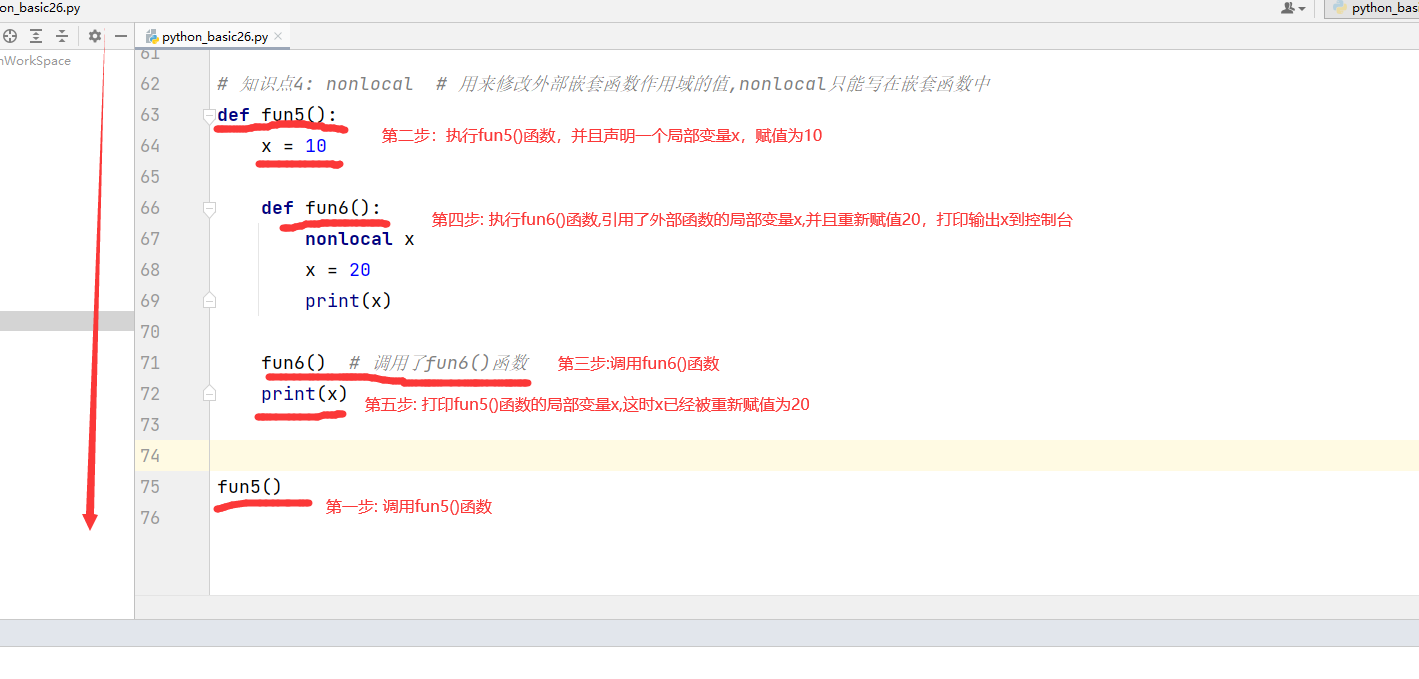 on_basic26.py
python_bas
python_basic26.py
nWorkSpace
61
62 # 知识点4: nonlocal # 用来修改外部嵌套函数作用域的值,nonlocal只能写在嵌套函数中
63 def fun5():
第二步：执行fun5()函数，并且声明一个局部变量x，赋值为10
64 x = 10
65
66 def fun6():
第四步: 执行fun6()函数,引用了外部函数的局部变量x,并且重新赋值20，打印输出x到控制台
67 nonlocal x
68 x = 20
69 print(x)
70
71 fun6() # 调用了fun6()函数 第三步:调用fun6()函数
72 print(x) 第五步: 打印fun5()函数的局部变量x,这时x已经被重新赋值为20
73
74
75 fun5()
第一步: 调用fun5()函数
76